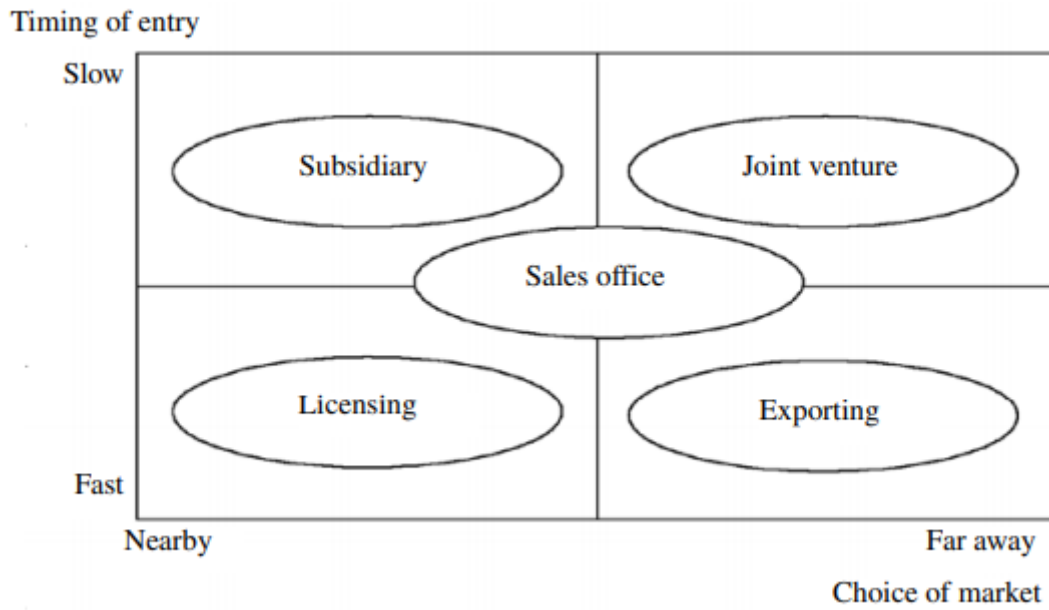 Timing of entry
Slow
Subsidiary
Joint venture
Sales office
Licensing
Exporting
Fast
Nearby
Far away
Choice of market